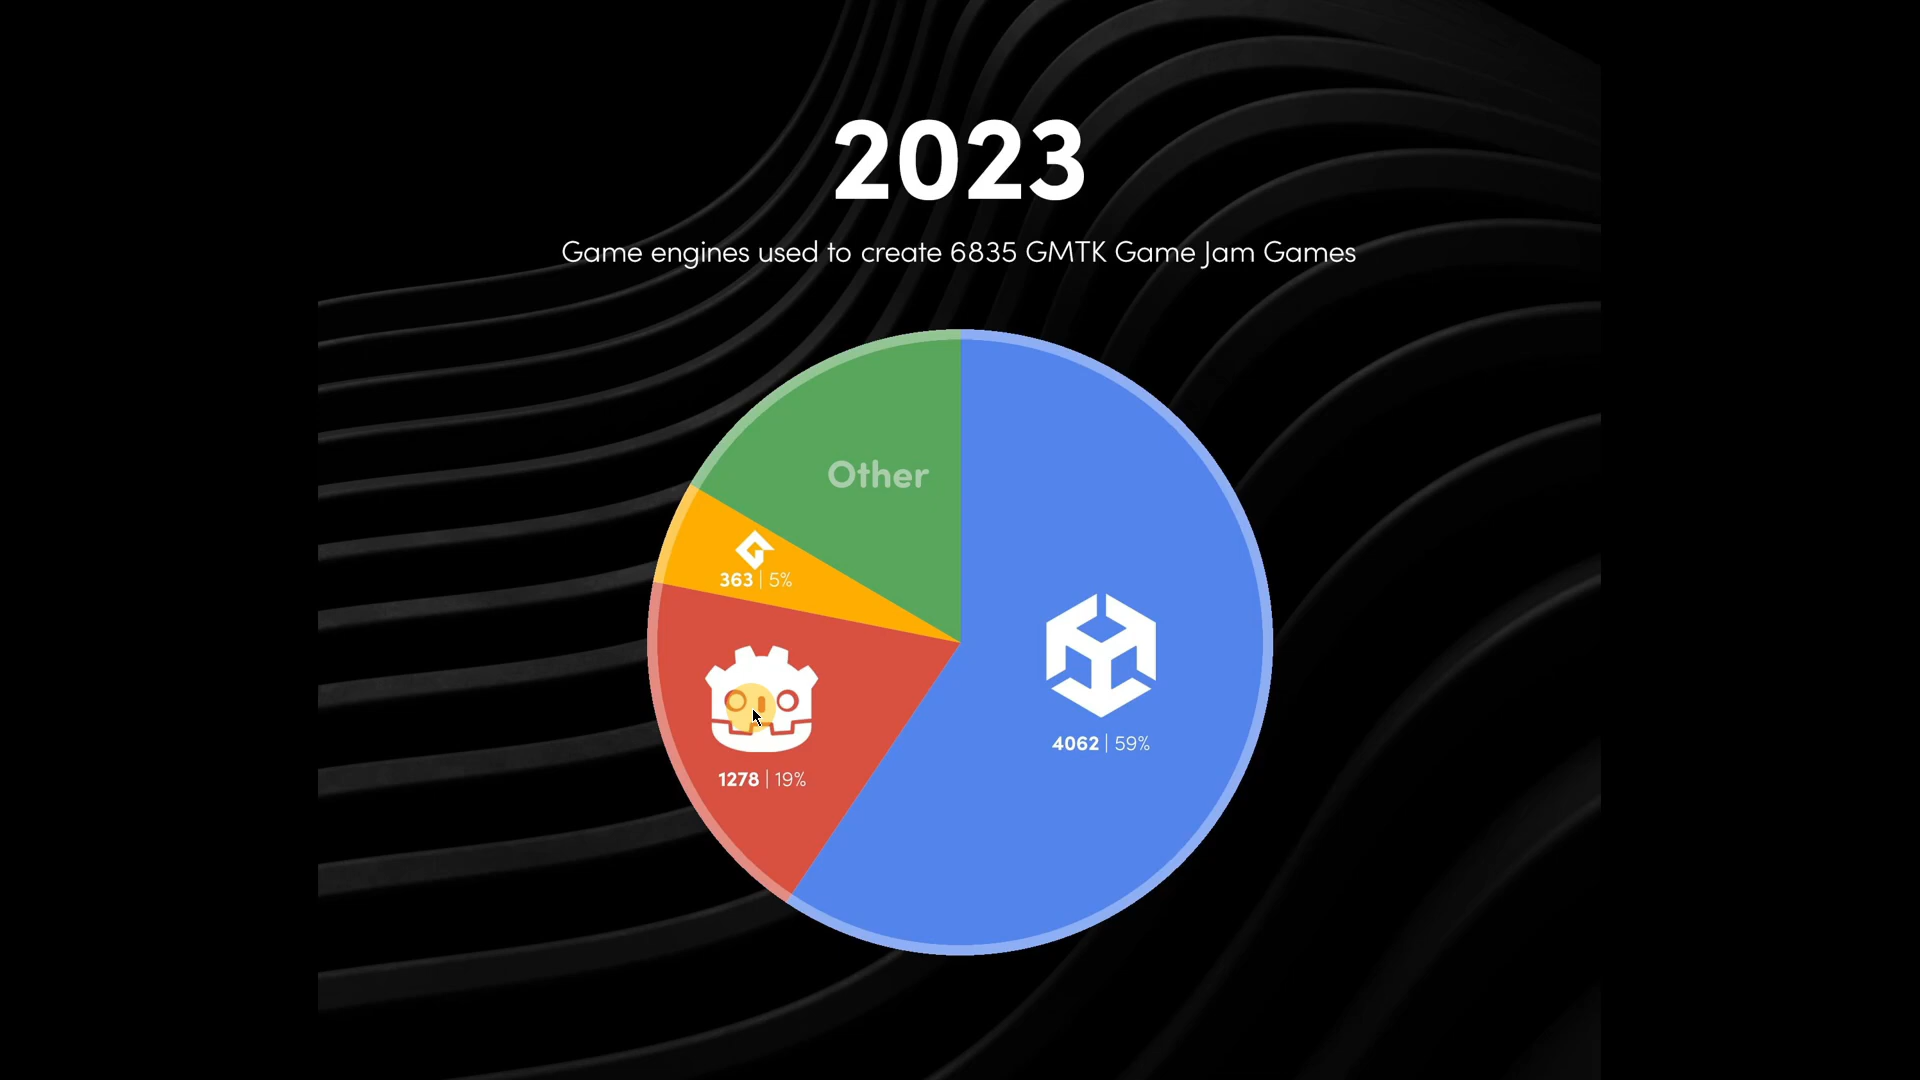 2023
Game engines used to create 6835 GMTK Game Jam Games
Other
363 | 5%
4062 | 59%
1278 | 19%